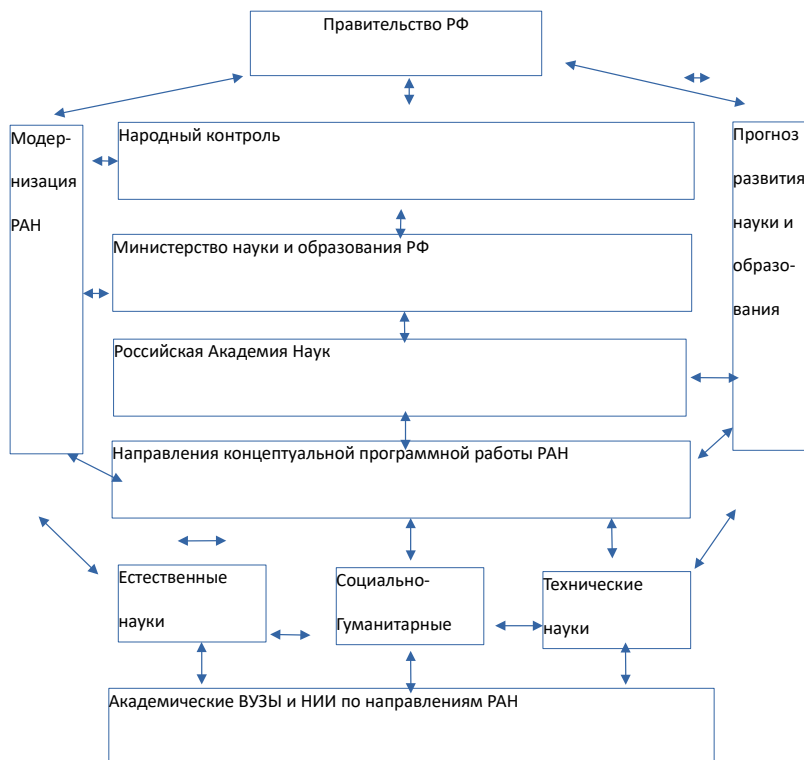 Правительство РФ
Модер-
низация
РАН
Народный контроль
Прогноз
развития
науки и
образо-
вания
Министерство науки и образования РФ
Российская Академия Наук
Направления концептуальной программной работы РАН
Естественные
науки
Социально-
Гуманитарные
Технические
науки
Академические ВУЗЫ и НИИ по направлениям РАН